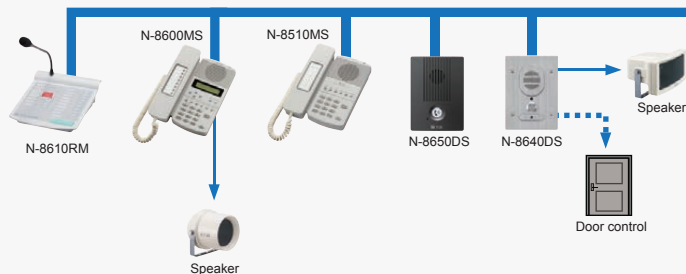 N-8600MS
N-8510MS
Speaker
N-8610RM
N-8650DS
N-8640DS
Door control
Speaker